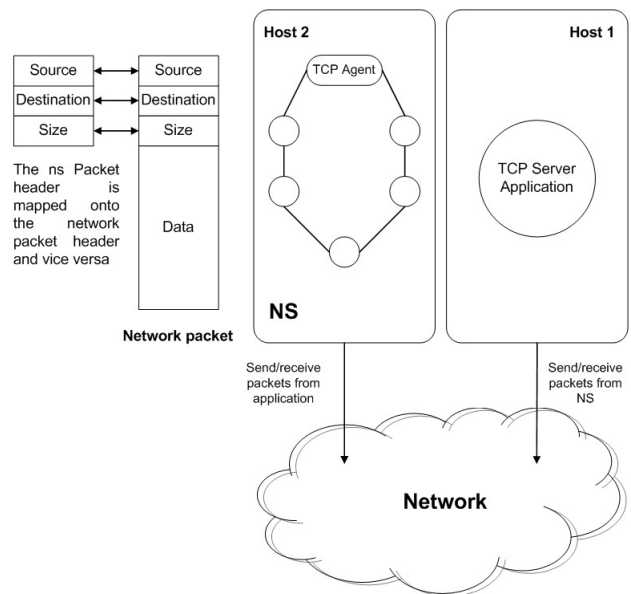 Source
Source
Destination
Destination
Size
Size
The ns Packet
header is
mapped onto
the network
packet header
and vice versa
Data
Network packet
Host 2
TCP Agent
NS
Host 1
TCP Server
Application
Send/receive
packets from
application
Send/receive
packets from
NS
Network